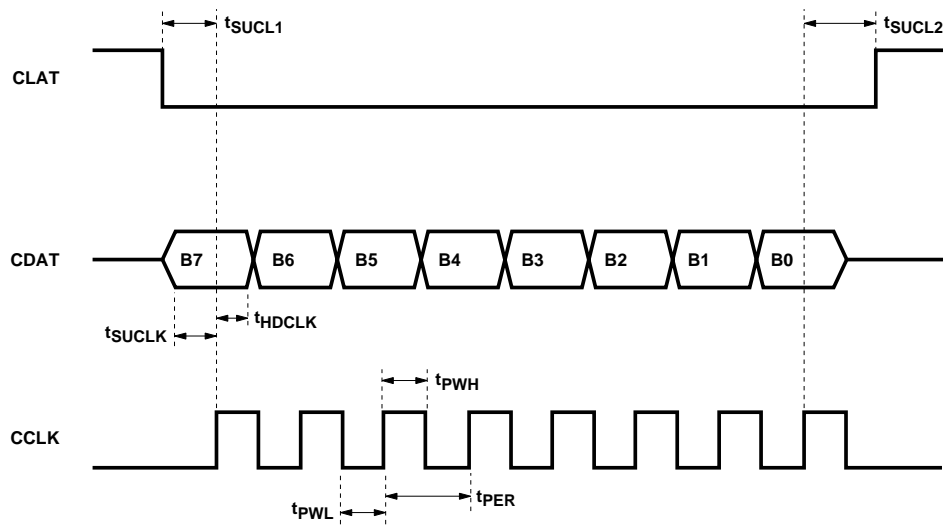 tSUCL1 tSUCL2
CLAT
CDAT B7 B6 B5 B4 B3 B2 B1 B0
tSUCLK tHDCLK
tPWH
CCLK
tPWL tPER